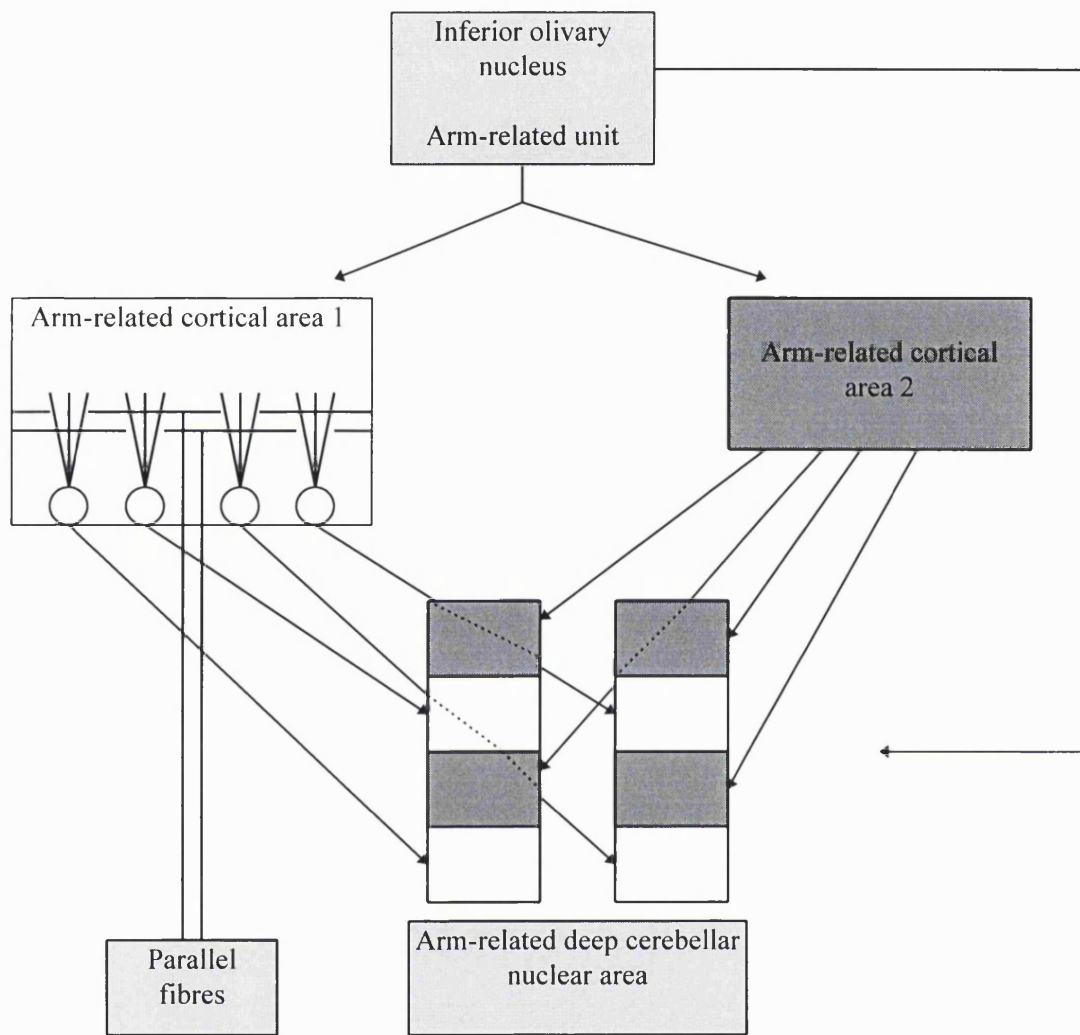 Inferior olivary
nucleus
Arm-related unit
Arm-related cortical area 1
Arm-related cortical
area 2
Arm-related deep cerebellar
nuclear area
Parallel
fibres